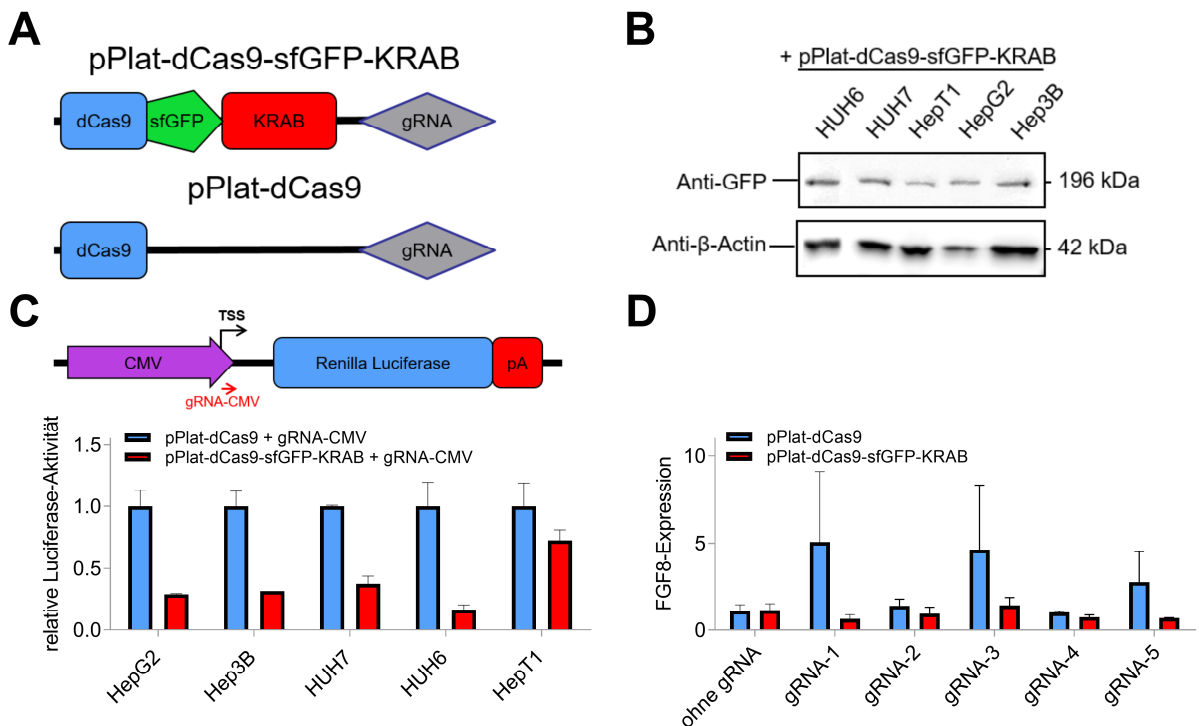 A
pPlat-dCas9-sfGFP-KRAB
dCas9 sfGFP KRAB gRNA
pPlat-dCas9
dCas9 gRNA
B
+ pPlat-dCas9-sfGFP-KRAB
HUH6 HUH7 HepT1 HepG2 Hep3B
Anti-GFP 196 kDa
Anti-β-Actin 42 kDa
C
TSS
CMV Renilla Luciferase pA
gRNA-CMV
relative Luciferase-Aktivität
pPlat-dCas9 + gRNA-CMV
pPlat-dCas9-sfGFP-KRAB + gRNA-CMV
1.5
1.0
0.5
0.0
HepG2 Hep3B HUH7 HUH6 HepT1
D
FGF8-Expression
pPlat-dCas9
pPlat-dCas9-sfGFP-KRAB
10
5
0
ohne gRNA gRNA-1 gRNA-2 gRNA-3 gRNA-4 gRNA-5